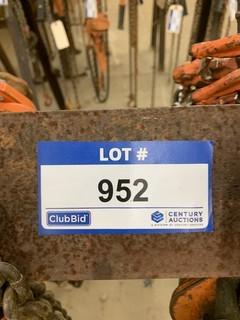 LOT #
952
ClubBid
CENTURY
AUCTIONS